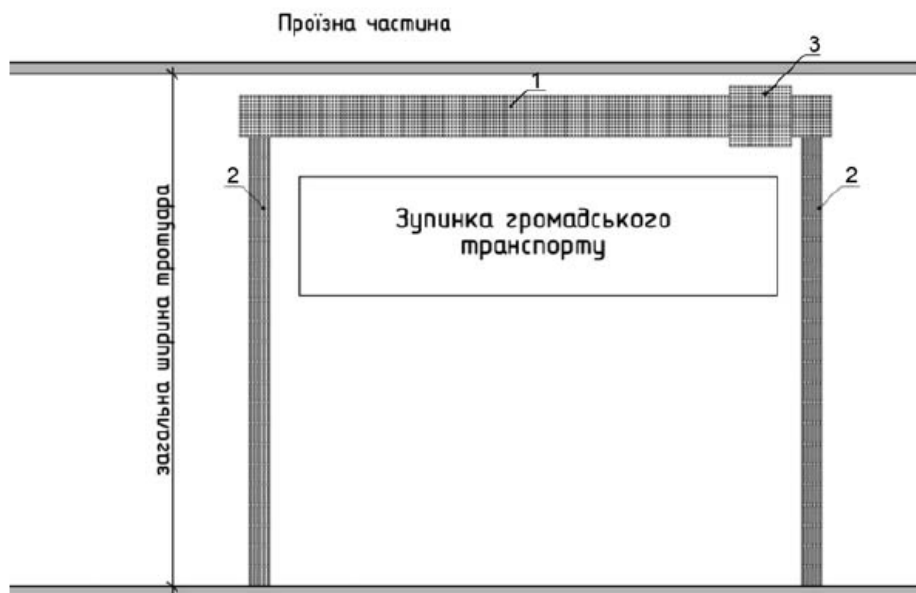 Проїзна частина
3
1
2
2
Зупинка громадського
транспорту
загальна ширина тротуара